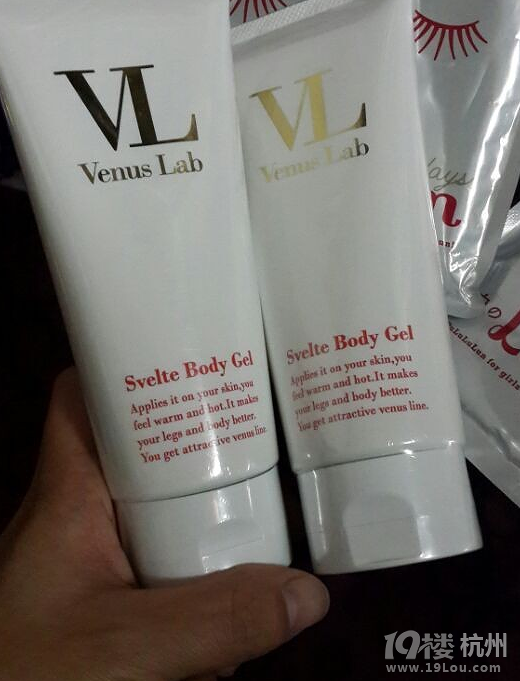 VL
Venus Lab
Svelte Body Gel
Applies it on your skin,you
feel warm and hot.It makes
your legs and body better.
You get attractive venus line.
VL
Venus Lab
Svelte Body Gel
Applies it on your skin,you
feel warm and hot.It makes
your legs and body better.
You get attractive venus line.
days
for girls
19楼 杭州
www.19Lou.com